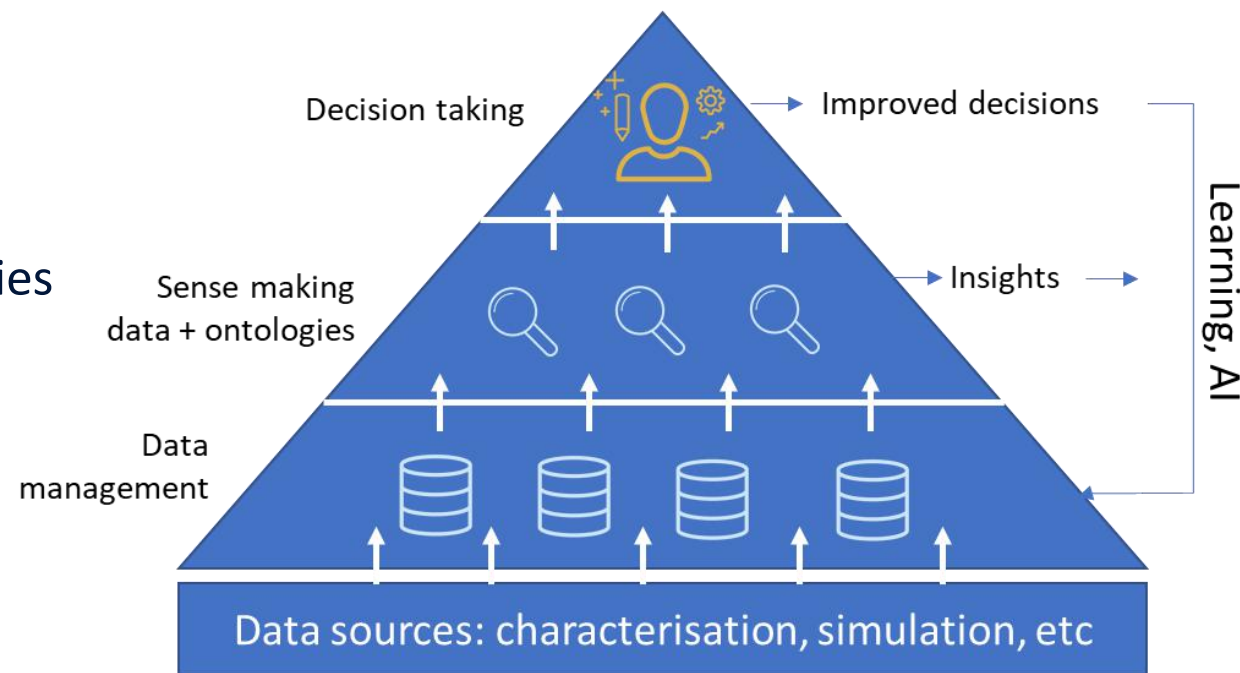 Decision taking
Improved decisions
ies
Sense making
data + ontologies
Insights
Learning, AI
Data
management
Data sources: characterisation, simulation, etc